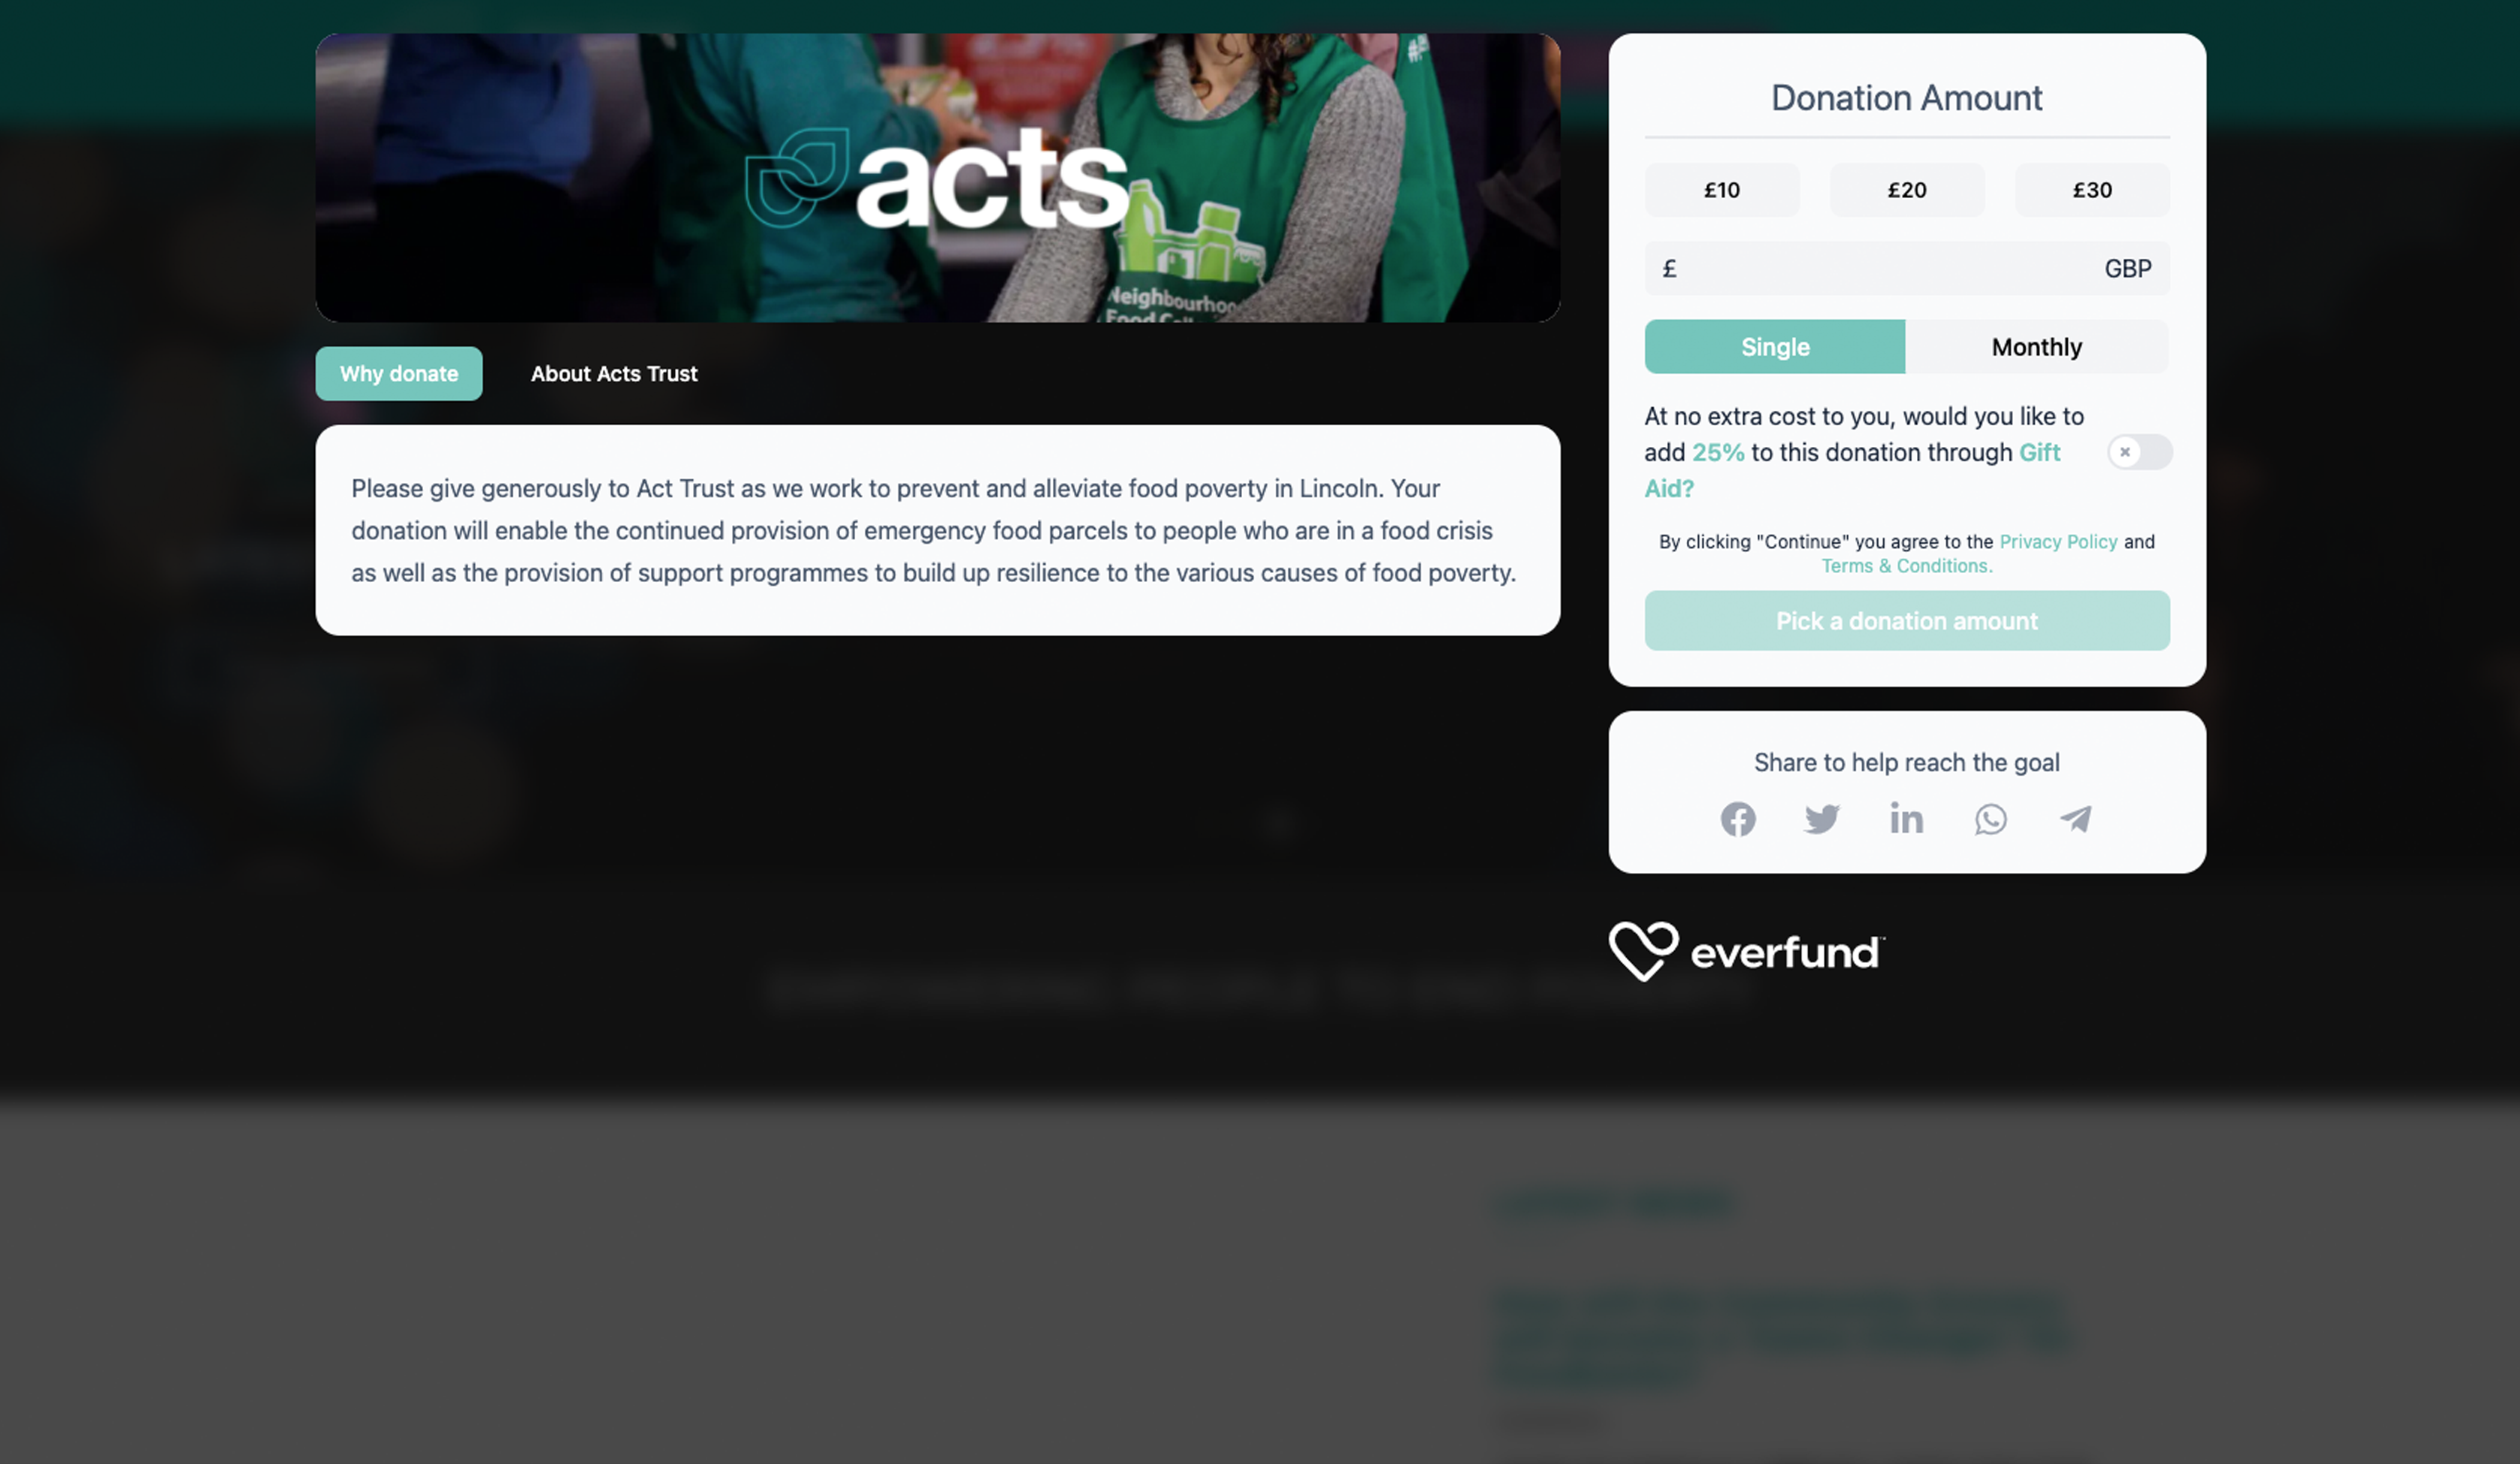 acts
Neighbourhood
Why donate
About Acts Trust
Please give generously to Act Trust as we work to prevent and alleviate food poverty in Lincoln. Your
donation will enable the continued provision of emergency food parcels to people who are in a food crisis
as well as the provision of support programmes to build up resilience to the various causes of food poverty.
Donation Amount
£10
£20
£30
£
GBP
Single
Monthly
At no extra cost to you, would you like to
add 25% to this donation through Gift
Aid?
By clicking "Continue" you agree to the Privacy Policy and
Terms & Conditions.
Pick a donation amount
Share to help reach the goal
everfund